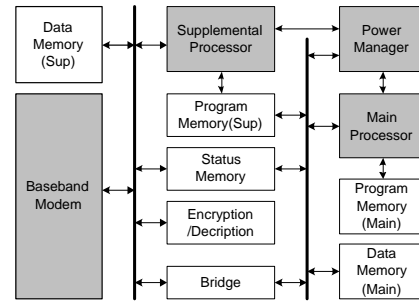 Data
Memory
(Sup)
Supplemental
Processor
Power
Manager
Baseband
Modem
Program
Memory(Sup)
Status
Memory
Encryption
/Decription
Bridge
Main
Processor
Program
Memory
(Main)
Data
Memory
(Main)